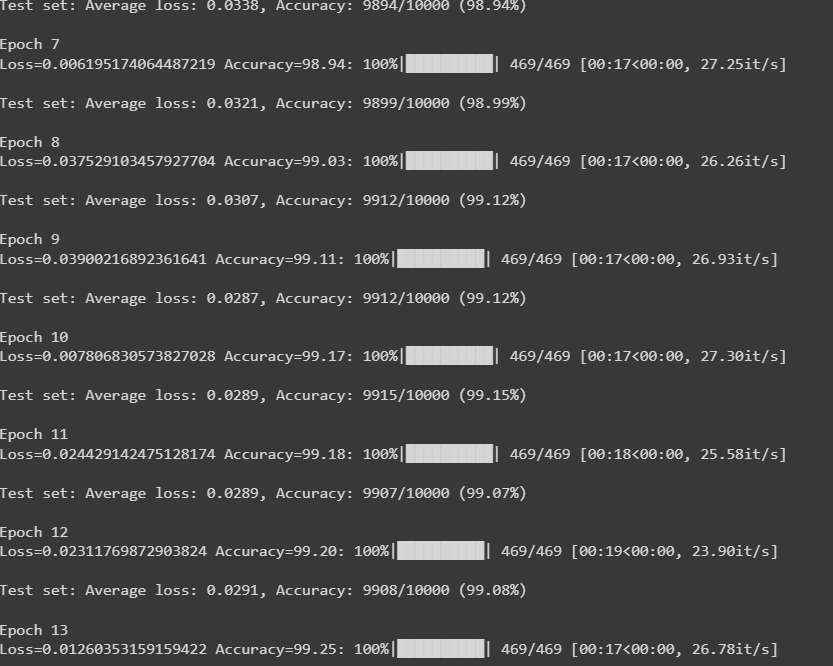 Test set: Average loss: 0.0338, Accuracy: 9894/10000 (98.94%)
Epoch 7
Loss=0.006195174064487219 Accuracy=98.94: 100%|██████████| 469/469 [00:17<00:00, 27.25it/s]
Test set: Average loss: 0.0321, Accuracy: 9899/10000 (98.99%)
Epoch 8
Loss=0.037529103457927704 Accuracy=99.03: 100%|██████████| 469/469 [00:17<00:00, 26.26it/s]
Test set: Average loss: 0.0307, Accuracy: 9912/10000 (99.12%)
Epoch 9
Loss=0.03900216892361641 Accuracy=99.11: 100%|██████████| 469/469 [00:17<00:00, 26.93it/s]
Test set: Average loss: 0.0287, Accuracy: 9912/10000 (99.12%)
Epoch 10
Loss=0.007806830573827028 Accuracy=99.17: 100%|██████████| 469/469 [00:17<00:00, 27.30it/s]
Test set: Average loss: 0.0289, Accuracy: 9915/10000 (99.15%)
Epoch 11
Loss=0.024429142475128174 Accuracy=99.18: 100%|██████████| 469/469 [00:18<00:00, 25.58it/s]
Test set: Average loss: 0.0289, Accuracy: 9907/10000 (99.07%)
Epoch 12
Loss=0.02311769872903824 Accuracy=99.20: 100%|██████████| 469/469 [00:19<00:00, 23.90it/s]
Test set: Average loss: 0.0291, Accuracy: 9908/10000 (99.08%)
Epoch 13
Loss=0.01260353159159422 Accuracy=99.25: 100%|██████████| 469/469 [00:17<00:00, 26.78it/s]